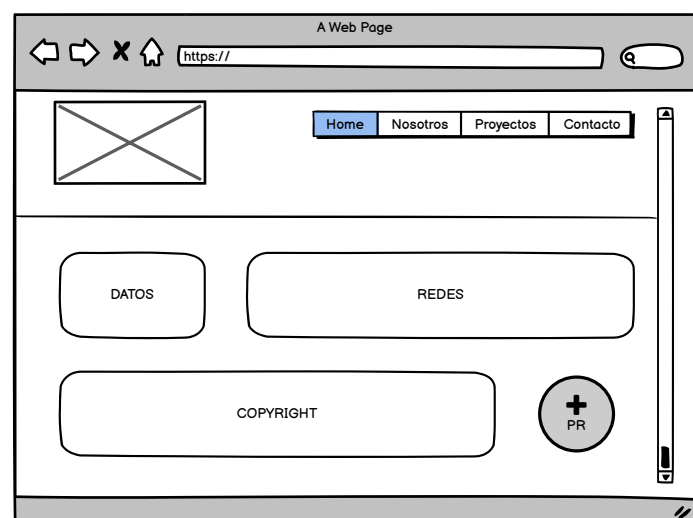 A Web Page
https://
Home Nosotros Proyectos Contacto
DATOS
REDES
COPYRIGHT
PR